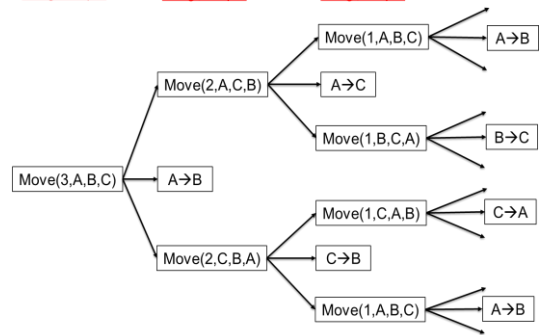 Move(1,A,B,C)
A→B
Move(2,A,C,B)
A→C
Move(1,B,C,A)
B→C
Move(3,A,B,C)
A→B
Move(1,C,A,B)
C→A
Move(2,C,B,A)
C→B
Move(1,A,B,C)
A→B